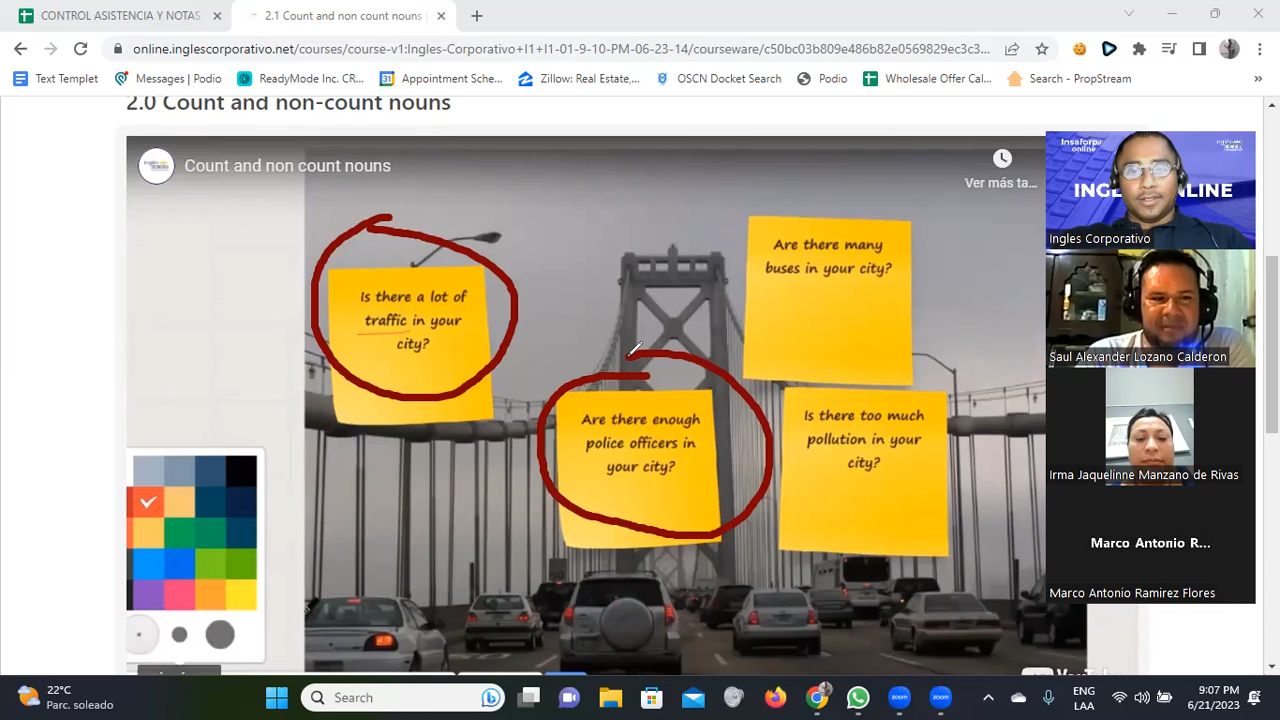 CONTROL ASISTENCIA Y NOTAS
2.1 Count and non count nouns |
online.inglescorporativo.net/courses/course-v1:Ingles-Corporativo+I1+I1-01-9-10-PM-06-23-14/courseware/c50bc03b809e486b82e0569829ec3c3...
Text Templet
Messages | Podio
ReadyMode Inc. CR...
Appointment Sche...
Zillow: Real Estate,...
OSCN Docket Search
Podio
Wholesale Offer Cal...
Search - PropStream
2.0 Count and non-count nouns
Count and non count nouns
Ver más ta...
Is there a lot of
traffic in your
city?
Are there enough
police officers in
your city?
Are there many
buses in your city?
Is there too much
pollution in your
city?
Ingles Corporativo
Saul Alexander Lozano Calderon
Irma Jaquelinne Manzano de Rivas
Marco Antonio R...
Marco Antonio Ramirez Flores
22°C
Parc. soleado
Search
ENG
LAA
9:07 PM
6/21/2023